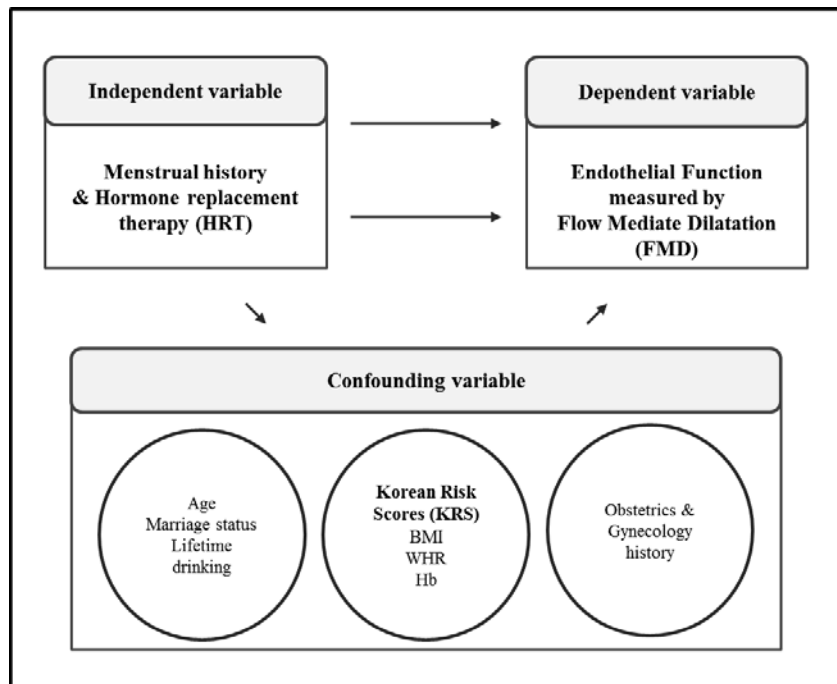 Independent variable
Menstrual history
& Hormone replacement
therapy (HRT)
Dependent variable
Endothelial Function
measured by
Flow Mediate Dilatation
(FMD)
Confounding variable
Age
Marriage status
Lifetime
drinking
Korean Risk
Scores (KRS)
BMI
WHR
Hb
Obstetrics &
Gynecology
history